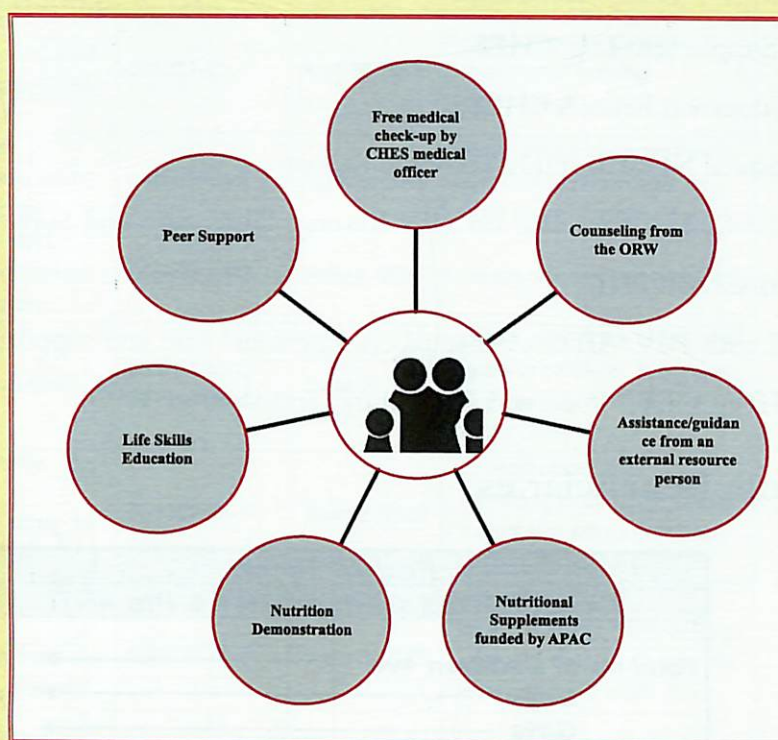 Free medical
check-up by
CHES medical
officer
Counseling from
the ORW
Assistance/guidan
ce from an
external resource
person
Nutritional
Supplements
funded by APAC
Nutrition
Demonstration
Life Skills
Education
Peer Support